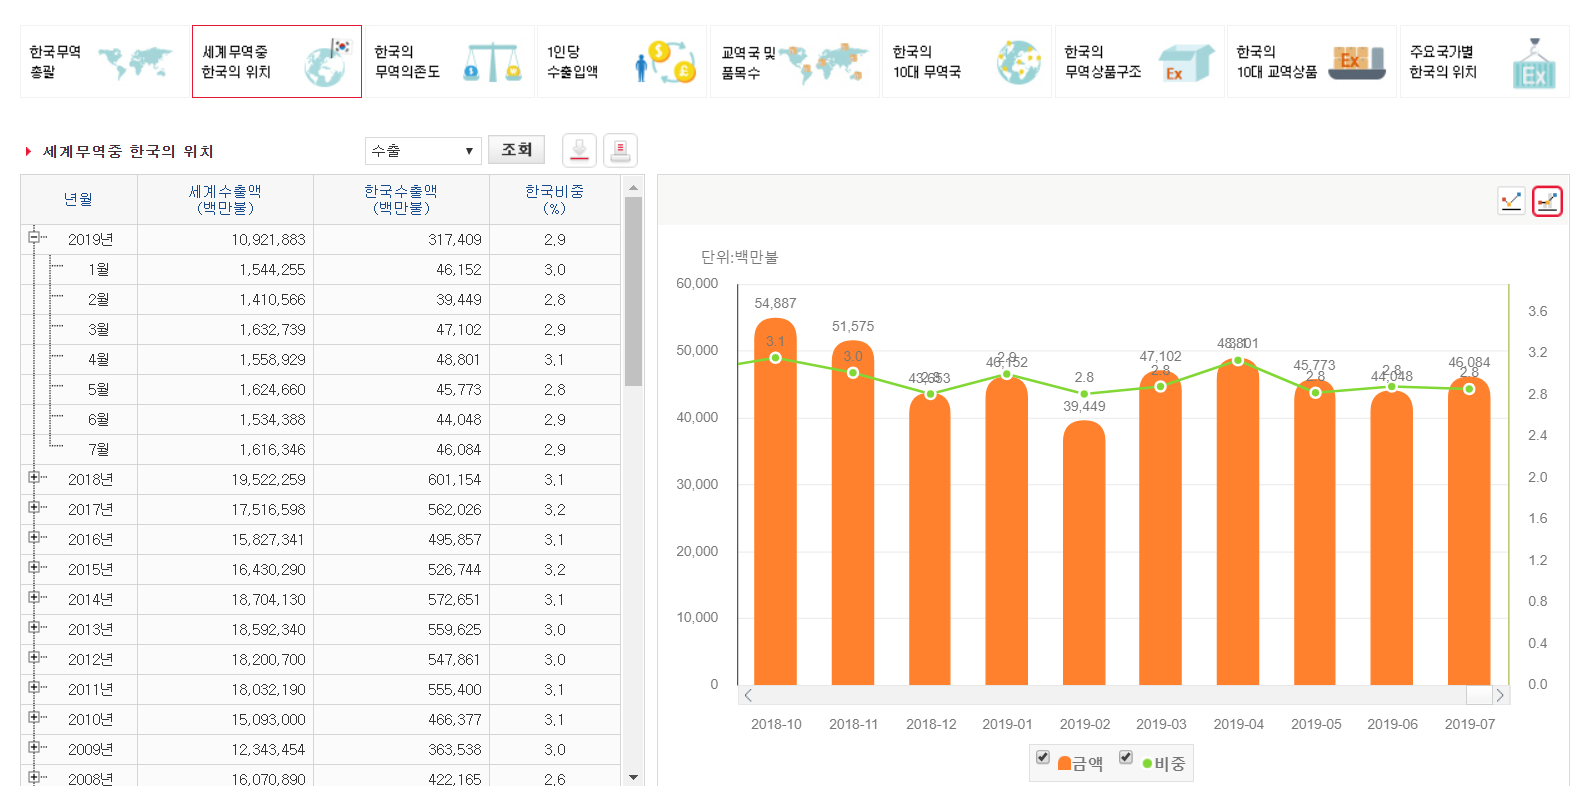 한국무역
총괄
세계무역중
한국의 위치
한국의
무역의존도
1인당
수출입액
교역국 및
품목수
한국의
10대 무역국
한국의
무역상품구조
Ex
한국의
10대 교역상품
Ex
주요국가별
한국의 위치
Ex
세계무역중 한국의 위치
수출
조회
년월 세계수출액 (백만불) 한국수출액 (백만불) 한국비중 (%)
2019년 10,921,883 317,409 2.9
1월 1,544,255 46,152 3.0
2월 1,410,566 39,449 2.8
3월 1,632,739 47,102 2.9
4월 1,558,929 48,801 3.1
5월 1,624,660 45,773 2.8
6월 1,534,388 44,048 2.9
7월 1,616,346 46,084 2.9
2018년 19,522,259 601,154 3.1
2017년 17,516,598 562,026 3.2
2016년 15,827,341 495,857 3.1
2015년 16,430,290 526,744 3.2
2014년 18,704,130 572,651 3.1
2013년 18,592,340 559,625 3.0
2012년 18,200,700 547,861 3.0
2011년 18,032,190 555,400 3.1
2010년 15,093,000 466,377 3.1
2009년 12,343,454 363,538 3.0
2008년 16,070,890 422,165 2.6
단위:백만불
60,000
50,000
40,000
30,000
20,000
10,000
0
54,887
51,575
43,653
46,152
39,449
47,102
48,801
45,773
44,048
46,084
3.1
3.0
2.8
2.9
2.8
2.8
3.1
2.8
2.8
2.8
3.6
3.2
2.8
2.4
2.0
1.6
1.2
0.8
0.4
0.0
2018-10 2018-11 2018-12 2019-01 2019-02 2019-03 2019-04 2019-05 2019-06 2019-07
금액 비중